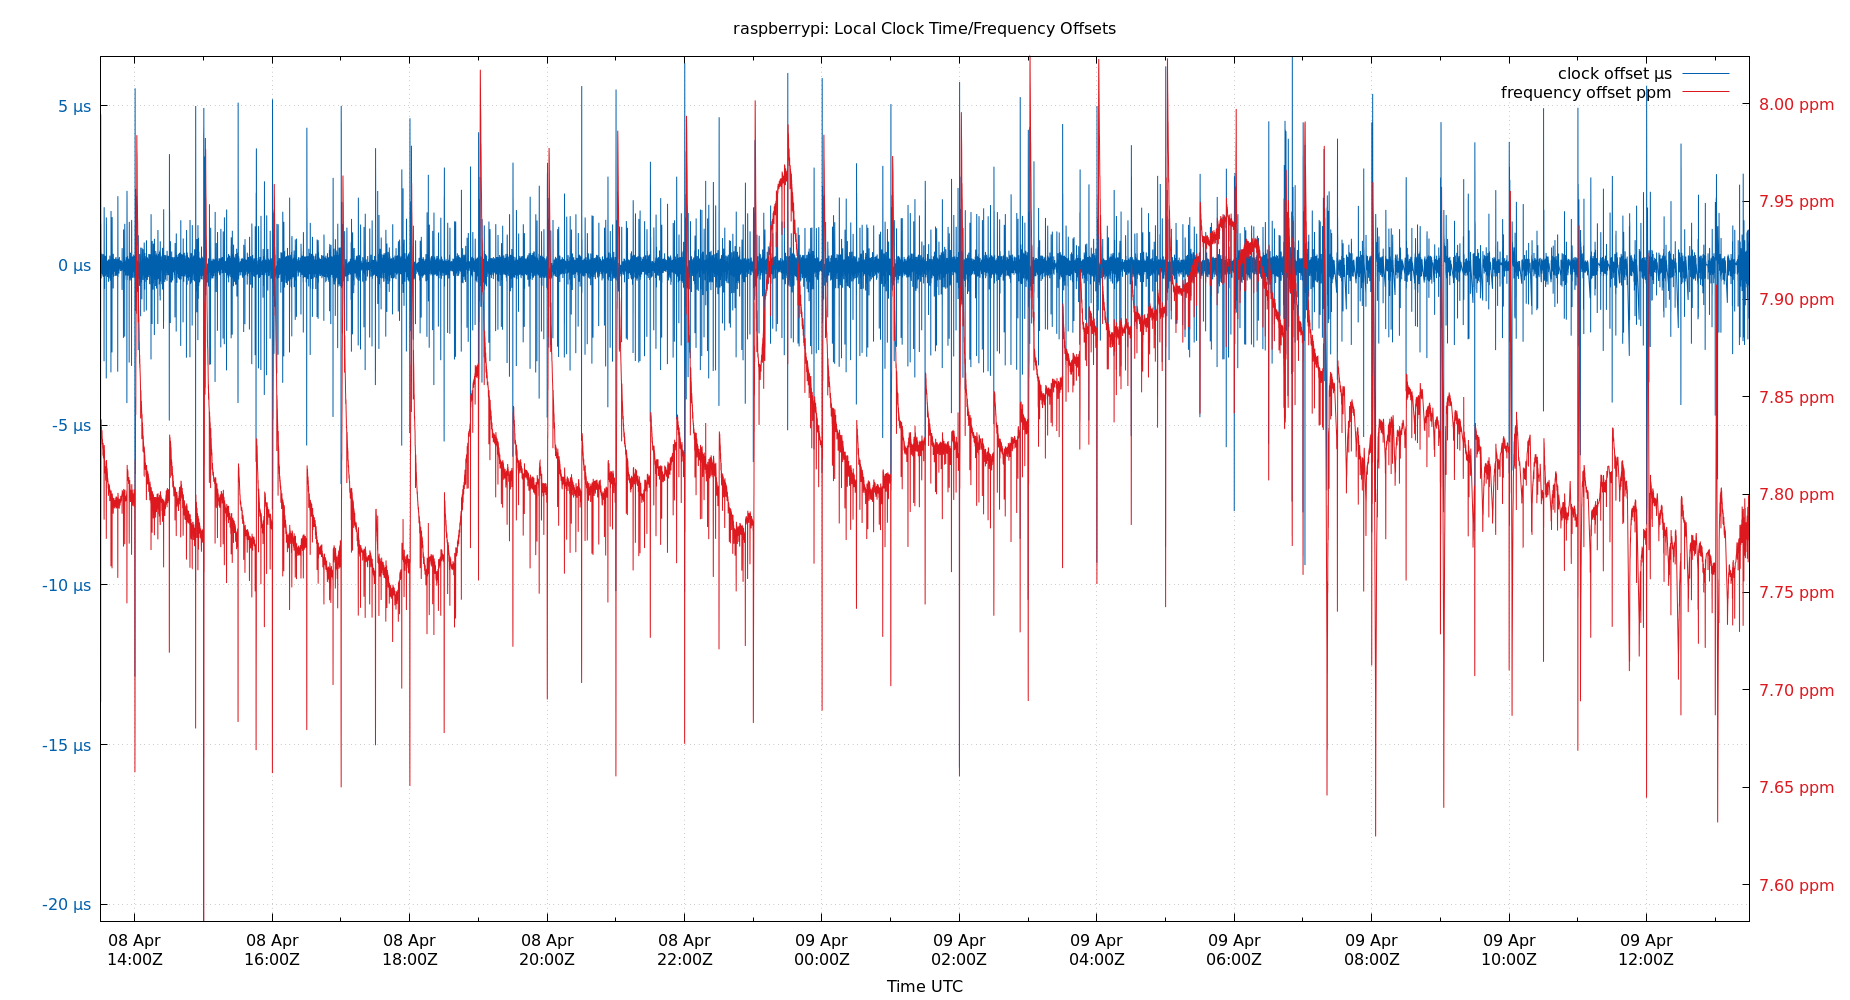 raspberrypi: Local Clock Time/Frequency Offsets
clock offset µs
frequency offset ppm
5 µs
0 µs
-5 µs
-10 µs
-15 µs
-20 µs
8.00 ppm
7.95 ppm
7.90 ppm
7.85 ppm
7.80 ppm
7.75 ppm
7.70 ppm
7.65 ppm
7.60 ppm
08 Apr 08 Apr 08 Apr 08 Apr 08 Apr 09 Apr 09 Apr 09 Apr 09 Apr 09 Apr 09 Apr 09 Apr
14:00Z 16:00Z 18:00Z 20:00Z 22:00Z 00:00Z 02:00Z 04:00Z 06:00Z 08:00Z 10:00Z 12:00Z
Time UTC